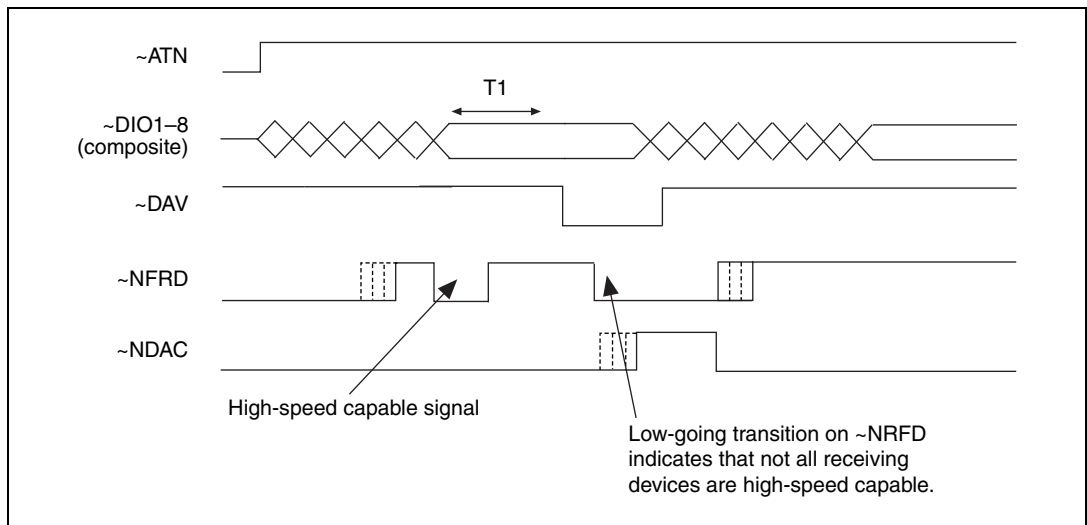 ~ATN
T1
~DIO1–8
(composite)
~DAV
~NFRD
~NDAC
High-speed capable signal
Low-going transition on ~NRFD
indicates that not all receiving
devices are high-speed capable.